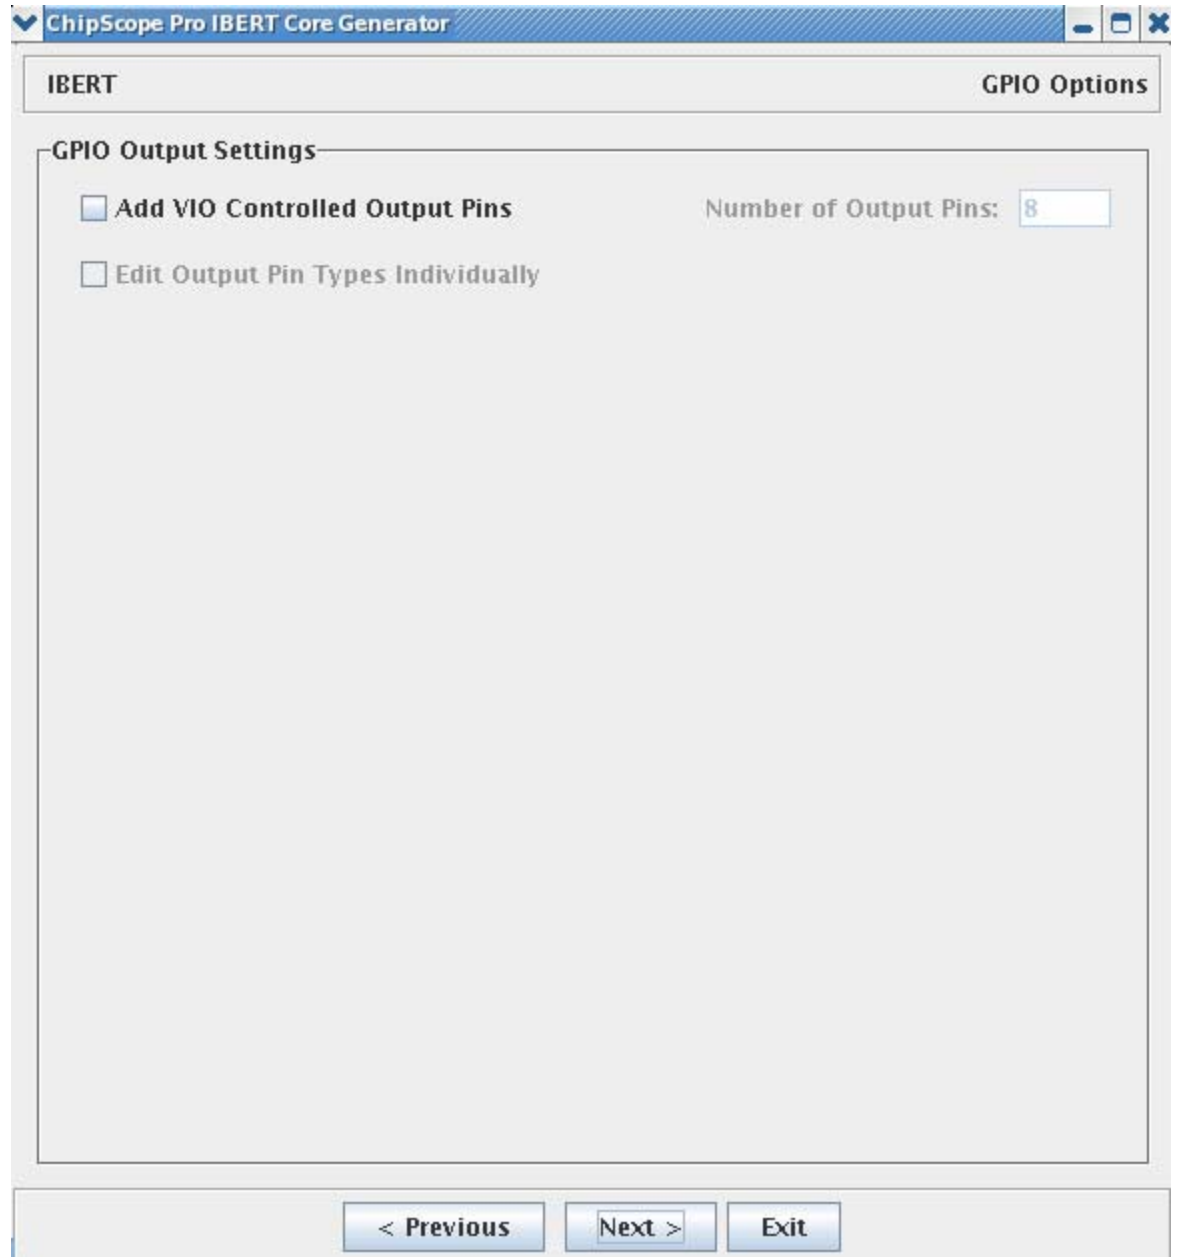 ChipScope Pro IBERT Core Generator
IBERT GPIO Options
GPIO Output Settings
Add VIO Controlled Output Pins Number of Output Pins: 8
Edit Output Pin Types Individually
< Previous Next > Exit